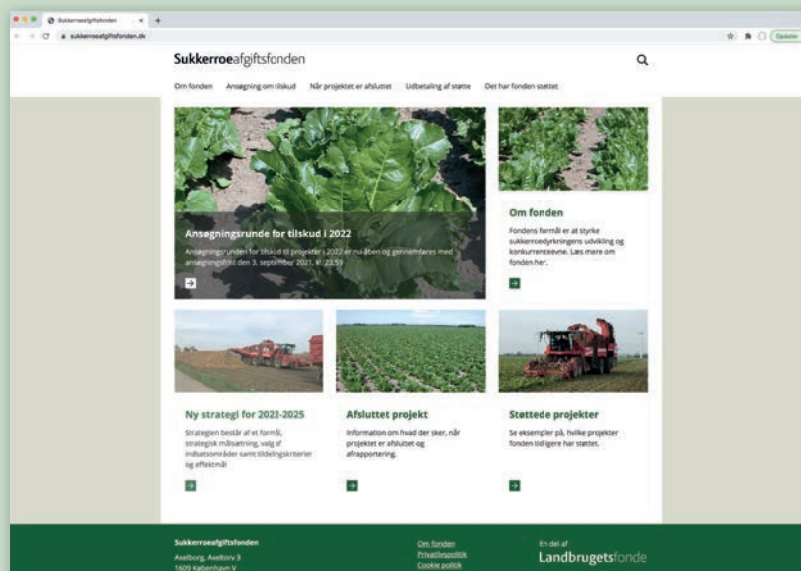 Sukkerroeafgiftsfonden
sukkerroeafgiftsfonden.dk
Opdater
Sukkerroeafgiftsfonden
Om fonden Ansøgning om tilskud Når projektet er afsluttet Udbetaling af støtte Det har fonden støttet
Ansøgningsrunde for tilskud i 2022
Ansøgningsrunden for tilskud til projekter i 2022 er nu åben og gennemføres med
ansøgningsfrist den 3. september 2021, kl. 23.59
Om fonden
Fondens formål er at styrke
sukkerroedyrkningens udvikling og
konkurrenceevne. Læs mere om
fonden her.
Ny strategi for 2022-2025
Strategien består af et formål,
strategisk målsætning, valg af
indsatsområder samt tildelingskriterier
og effektmål
Afsluttet projekt
Information om hvad der sker, når
projektet er afsluttet og
afrapportering.
Støttede projekter
Se eksempler på, hvilke projekter
fonden tidligere har støttet.
Sukkerroeafgiftsfonden
Axelborg, Axeltorv 3
1609 København V
Om fonden
Privatlivspolitik
Cookie politik
En del af
Landbrugetsfonde